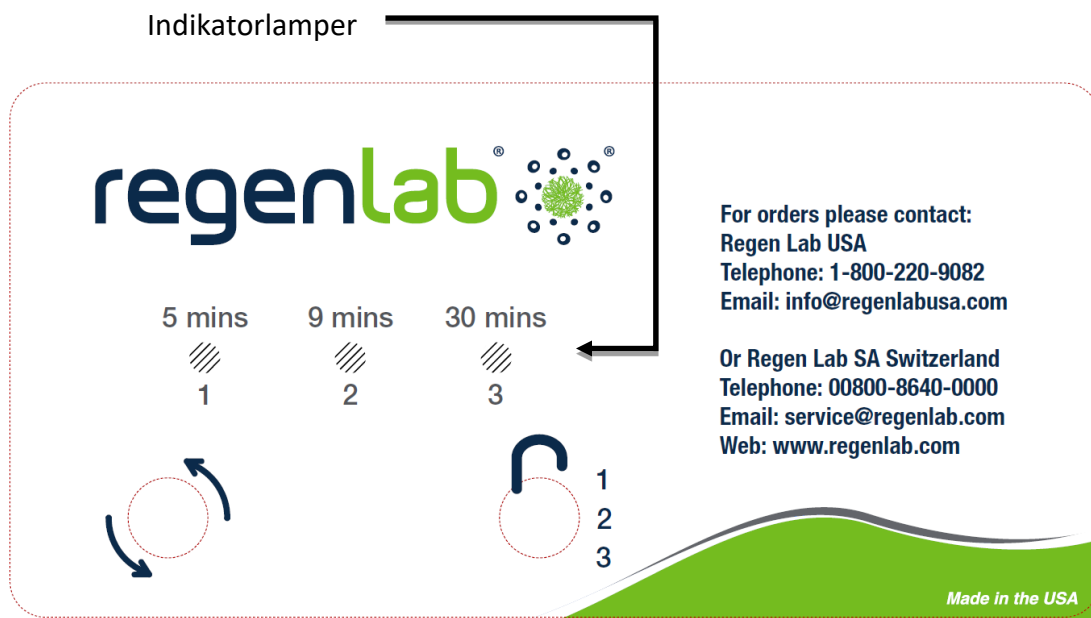 Indikatorlamper
regenlab® ®
5 mins 9 mins 30 mins
1 2 3
1
2
3
For orders please contact:
Regen Lab USA
Telephone: 1-800-220-9082
Email: info@regenlabusa.com
Or Regen Lab SA Switzerland
Telephone: 00800-8640-0000
Email: service@regenlab.com
Web: www.regenlab.com
Made in the USA